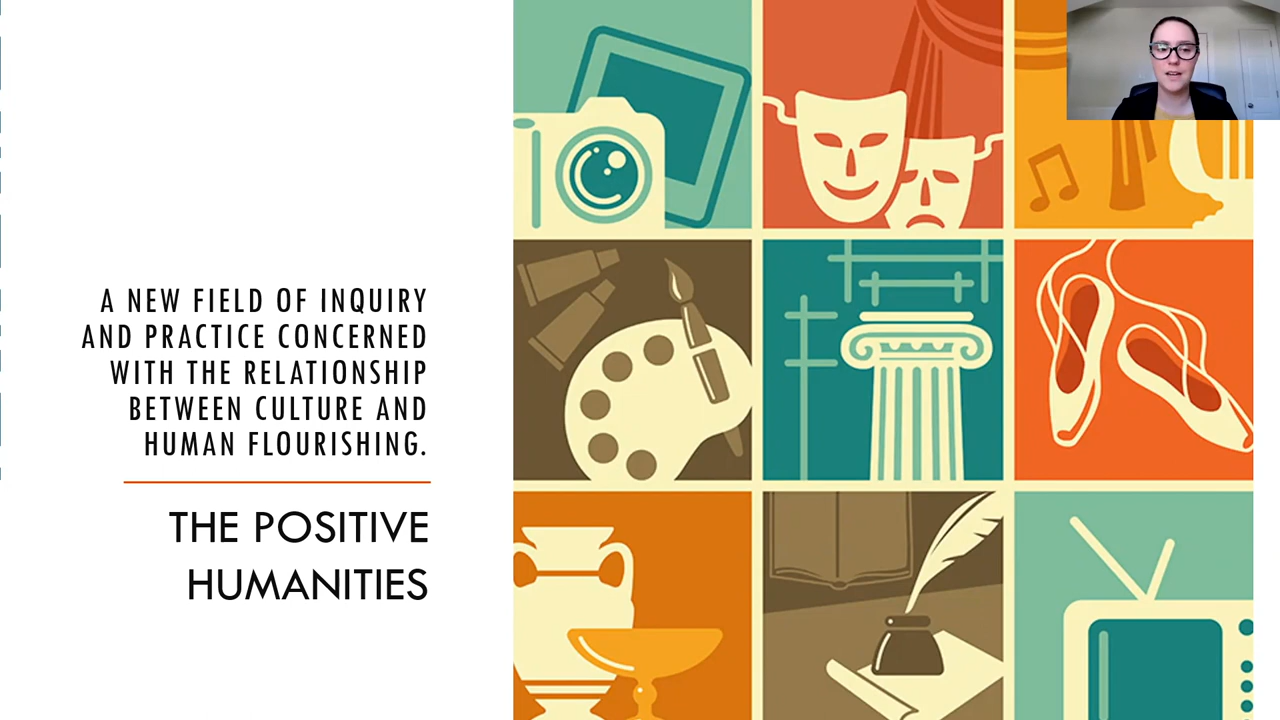 A NEW FIELD OF INQUIRY
AND PRACTICE CONCERNED
WITH THE RELATIONSHIP
BETWEEN CULTURE AND
HUMAN FLOURISHING.
THE POSITIVE
HUMANITIES